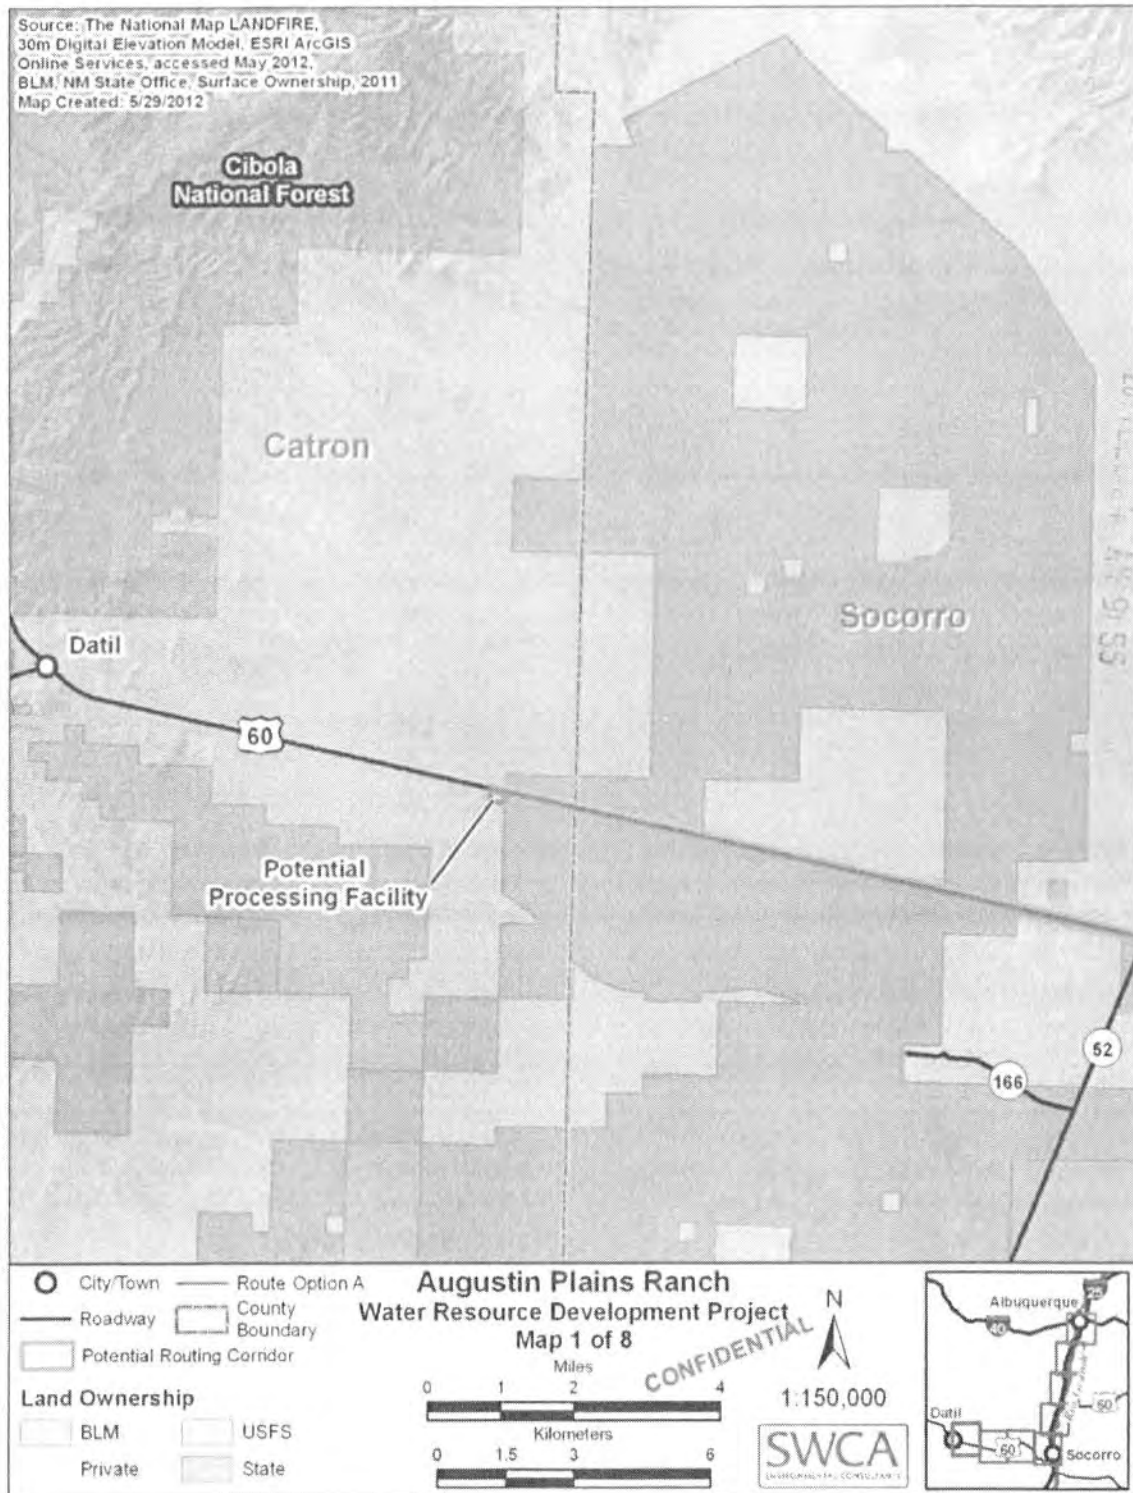 Source: The National Map LANDFIRE,
30m Digital Elevation Model, ESRI ArcGIS
Online Services, accessed May 2012,
BLM, NM State Office, Surface Ownership, 2011
Map Created: 5/29/2012
Cibola
National Forest
Catron
Socorro
Datil
60
Potential
Processing Facility
52
166
City/Town
Route Option A
Roadway
County
Boundary
Potential Routing Corridor
Land Ownership
BLM
USFS
Private
State
Augustin Plains Ranch
Water Resource Development Project
Map 1 of 8
CONFIDENTIAL
Miles
0 1 2 4
Kilometers
0 1.5 3 6
N
1:150,000
SWCA
ENVIRONMENTAL CONSULTANTS
25
Albuquerque
40
60
Datil
60
Socorro